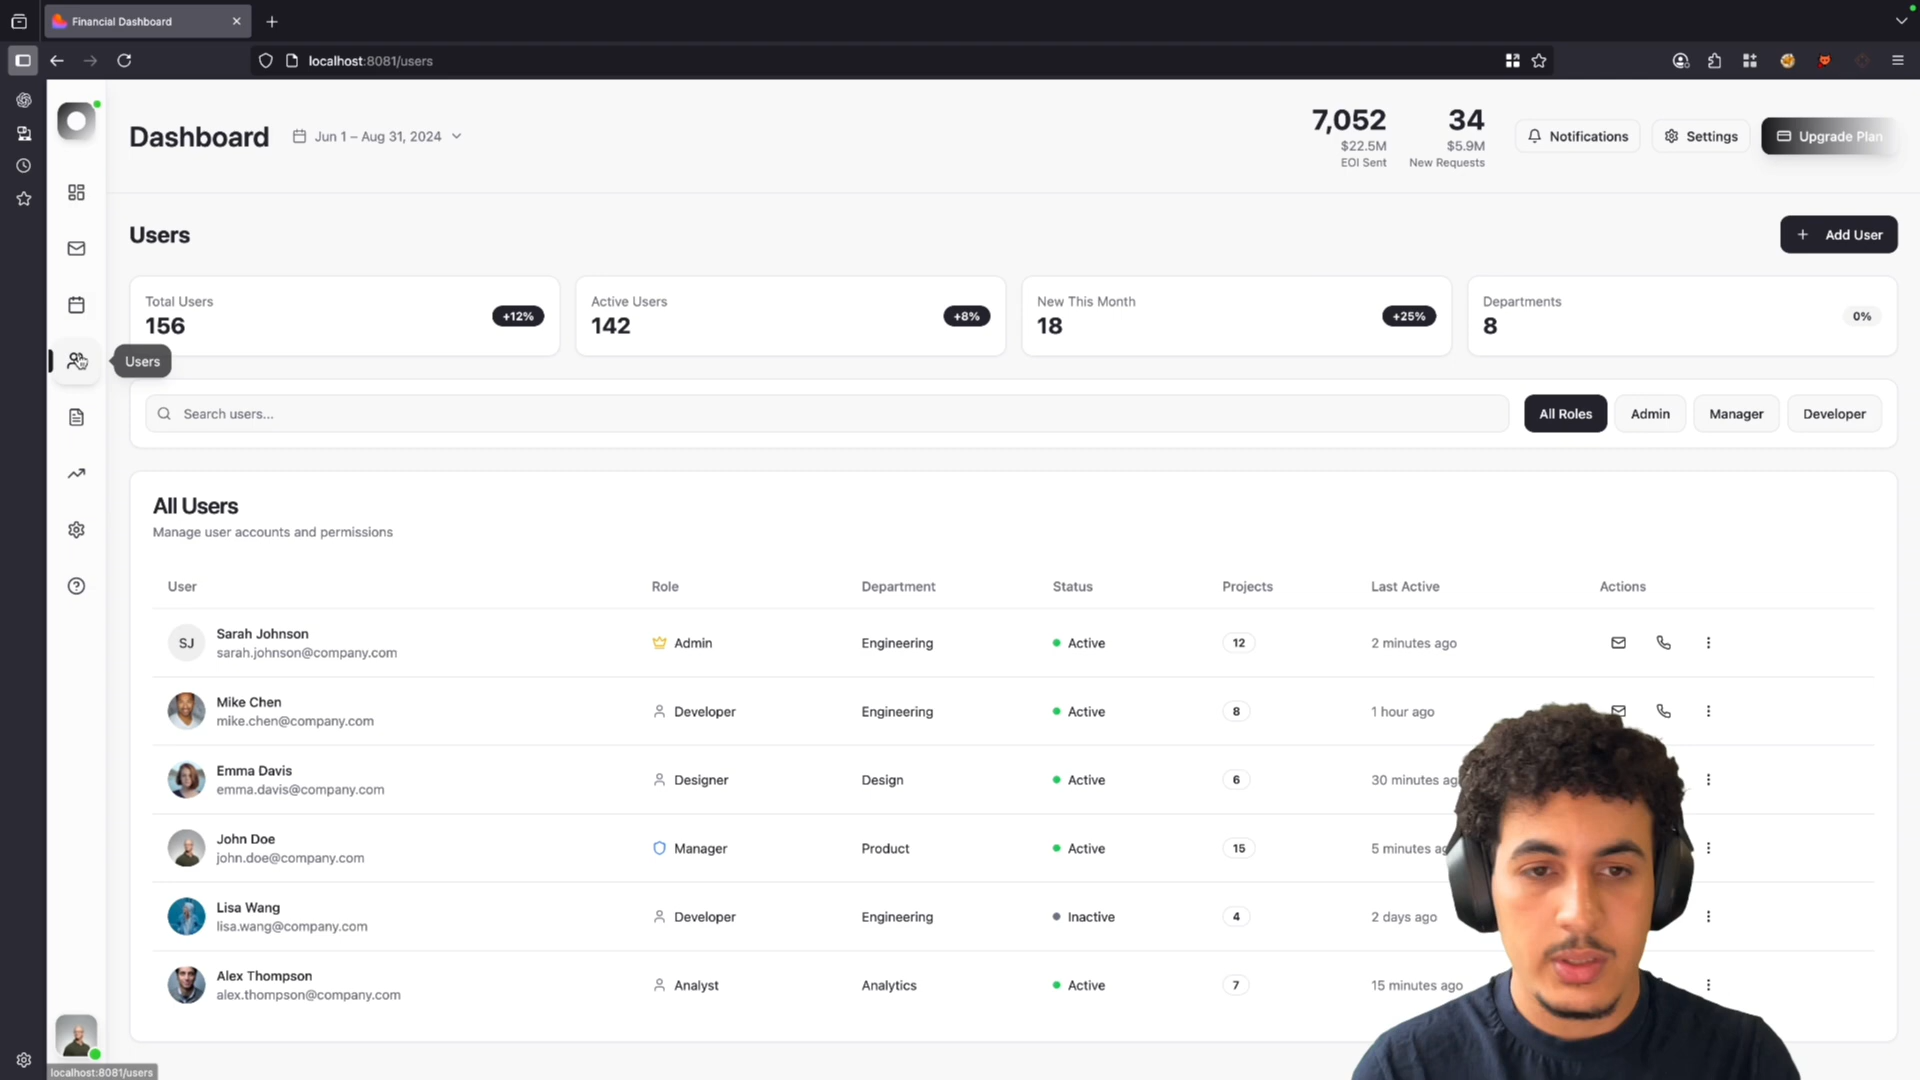 Financial Dashboard
localhost:8081/users
Dashboard
Jun 1 – Aug 31, 2024
7,052
$22.5M
EOI Sent
34
$5.9M
New Requests
Notifications
Settings
Upgrade Plan
Users
Add User
Total Users
156
+12%
Active Users
142
+8%
New This Month
18
+25%
Departments
8
0%
Users
Search users...
All Roles
Admin
Manager
Developer
All Users
Manage user accounts and permissions
User Role Department Status Projects Last Active Actions
SJ
Sarah Johnson
sarah.johnson@company.com
Admin Engineering Active 12 2 minutes ago
Mike Chen
mike.chen@company.com
Developer Engineering Active 8 1 hour ago
Emma Davis
emma.davis@company.com
Designer Design Active 6 30 minutes ag
John Doe
john.doe@company.com
Manager Product Active 15 5 minutes ag
Lisa Wang
lisa.wang@company.com
Developer Engineering Inactive 4 2 days ago
Alex Thompson
alex.thompson@company.com
Analyst Analytics Active 7 15 minutes ago
localhost:8081/users